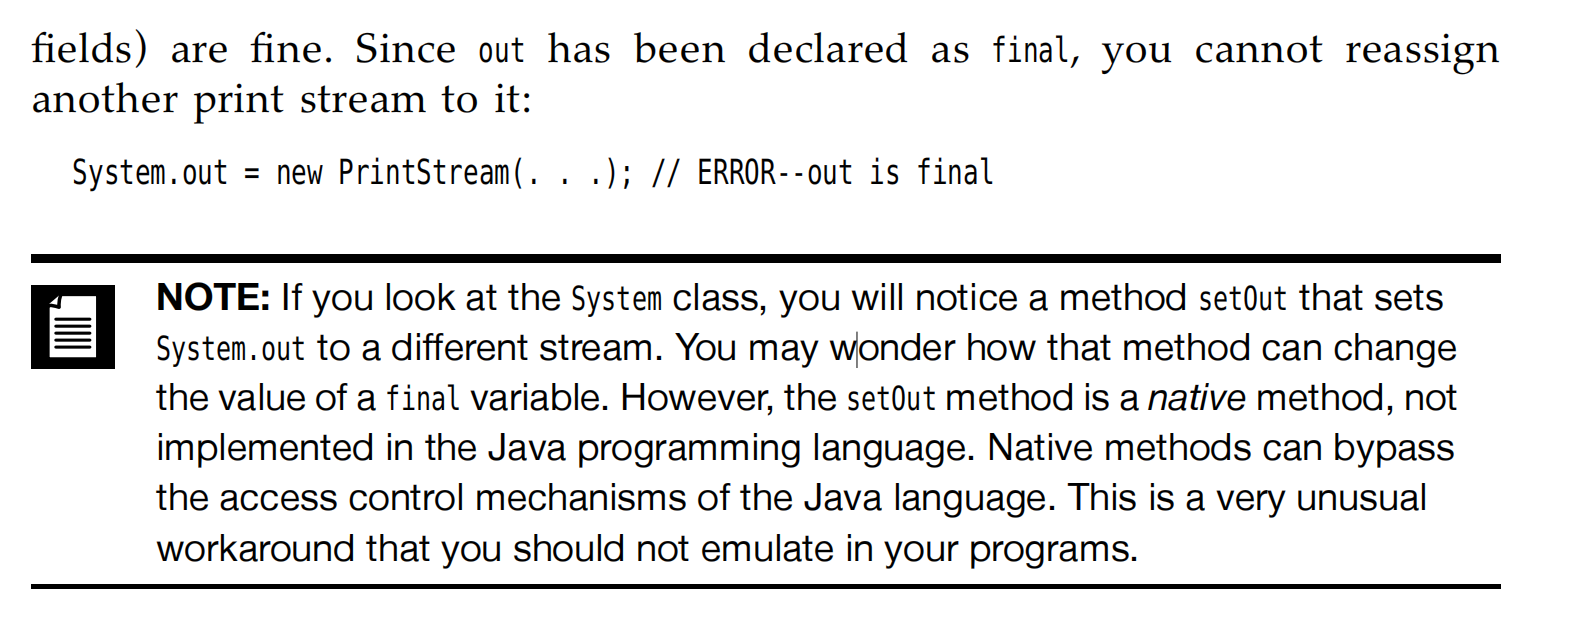 fields) are fine. Since out has been declared as final, you cannot reassign
another print stream to it:
System.out = new PrintStream(. . .); // ERROR--out is final
NOTE: If you look at the System class, you will notice a method setOut that sets
System.out to a different stream. You may wonder how that method can change
the value of a final variable. However, the setOut method is a native method, not
implemented in the Java programming language. Native methods can bypass
the access control mechanisms of the Java language. This is a very unusual
workaround that you should not emulate in your programs.